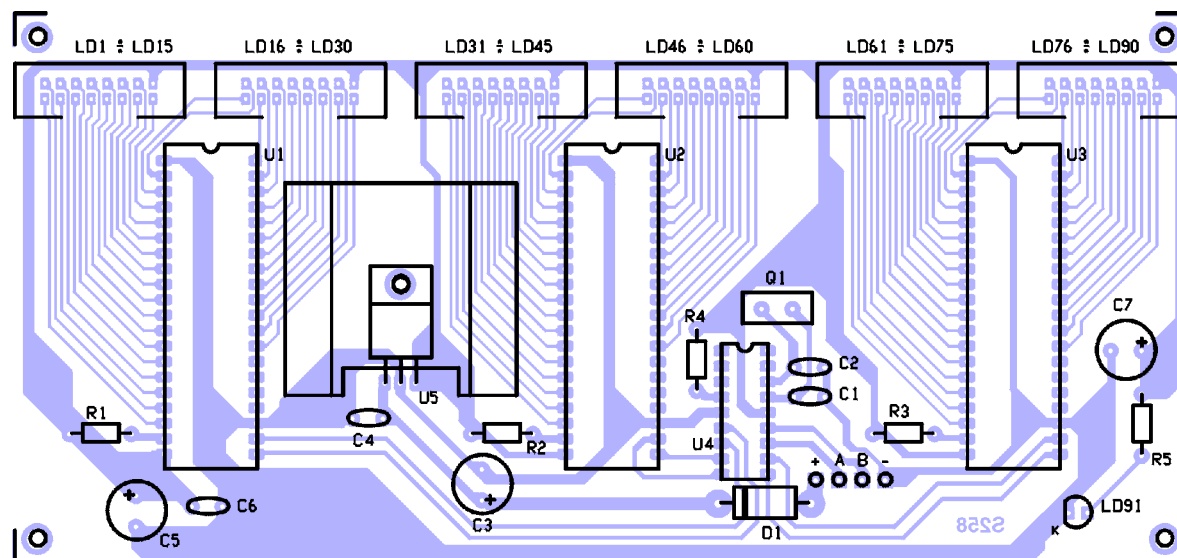 LD1 ÷ LD15
LD16 ÷ LD30
LD31 ÷ LD45
LD46 ÷ LD60
LD61 ÷ LD75
LD76 ÷ LD90
U1
U2
U3
Q1
R4
C7
+
U5
C2
C1
R1
C4
R2
U4
R3
R5
+ A B -
+
C6
C5
+
C3
D1
LD91
K
S258